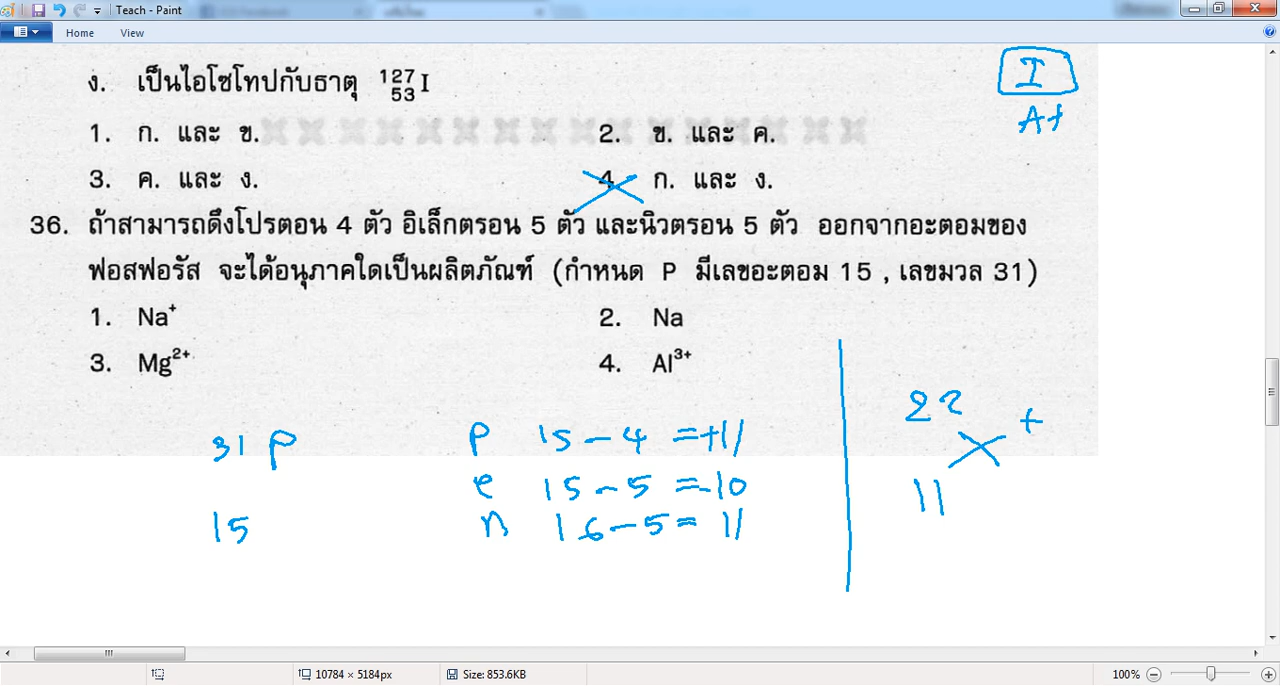 Teach - Paint
Home View
ง. เป็นไอโซโทปกับธาตุ ¹²⁷₅₃I
I
At
1. ก. และ ข. 2. ข. และ ค.
3. ค. และ ง. 4. ก. และ ง.
36. ถ้าสามารถดึงโปรตอน 4 ตัว อิเล็กตรอน 5 ตัว และนิวตรอน 5 ตัว ออกจากอะตอมของ
ฟอสฟอรัส จะได้อนุภาคใดเป็นผลิตภัณฑ์ (กำหนด P มีเลขอะตอม 15 , เลขมวล 31)
1. Na⁺ 2. Na
3. Mg²⁺ 4. Al³⁺
31 P
15
P 15 - 4 = +11
e 15 - 5 = -10
n 16 - 5 = 11
22 X +
11
10784 × 5184px Size: 853.6KB 100%